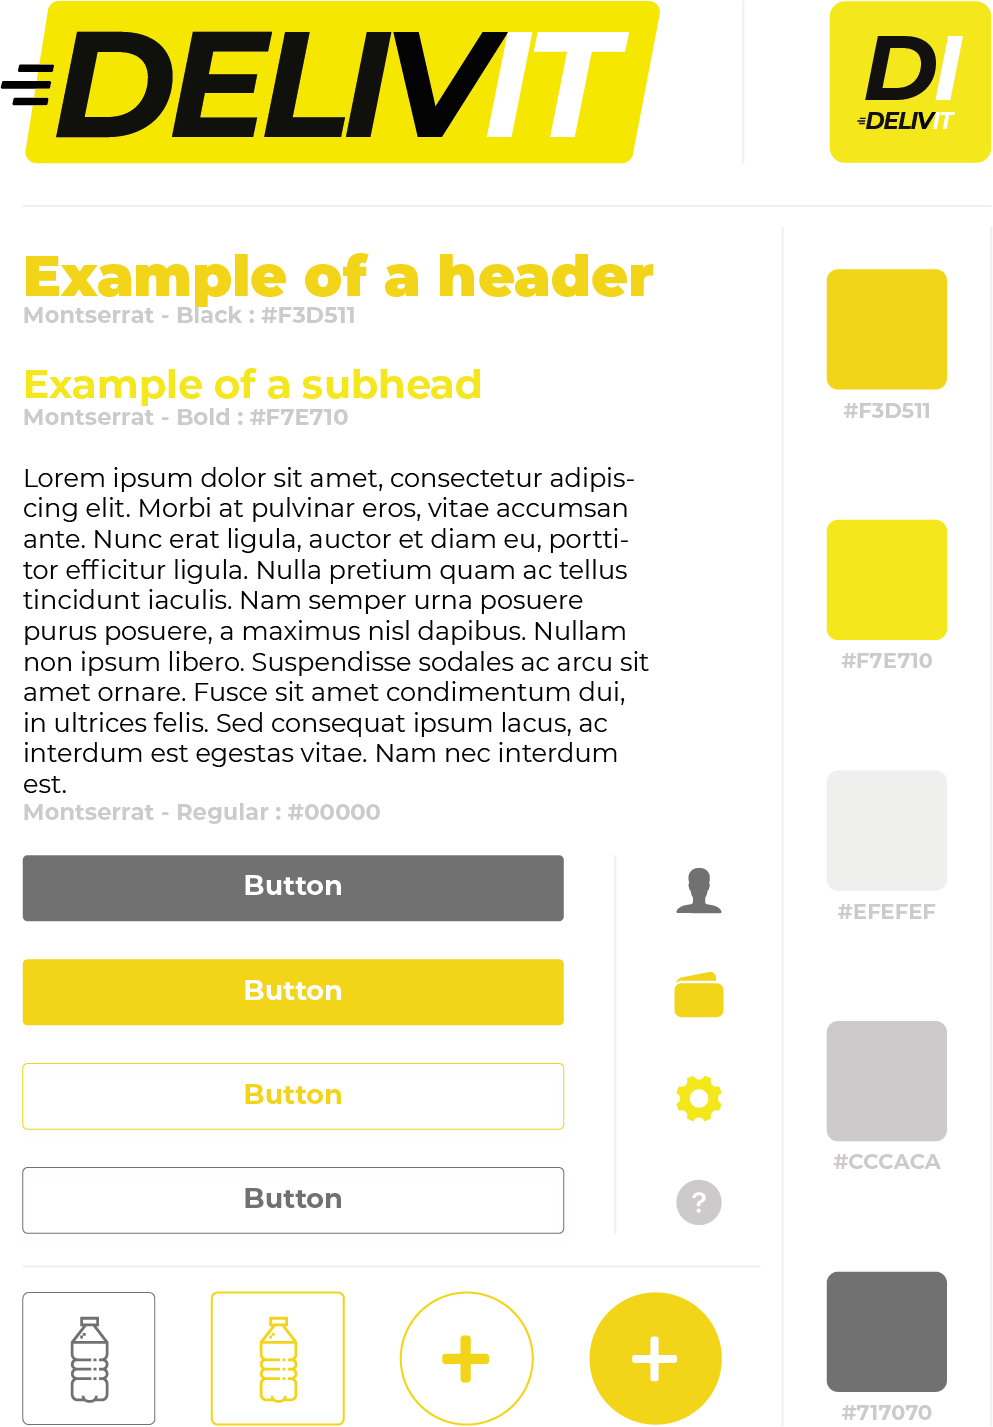 DELIVIT
DI
DELIVIT
Example of a header
Montserrat - Black : #F3D511
Example of a subhead
Montserrat - Bold : #F7E710
Lorem ipsum dolor sit amet, consectetur adipis-
cing elit. Morbi at pulvinar eros, vitae accumsan
ante. Nunc erat ligula, auctor et diam eu, portti-
tor efficitur ligula. Nulla pretium quam ac tellus
tincidunt iaculis. Nam semper urna posuere
purus posuere, a maximus nisl dapibus. Nullam
non ipsum libero. Suspendisse sodales ac arcu sit
amet ornare. Fusce sit amet condimentum dui,
in ultrices felis. Sed consequat ipsum lacus, ac
interdum est egestas vitae. Nam nec interdum
est.
Montserrat - Regular : #00000
Button
Button
Button
Button
?
#F3D511
#F7E710
#EFEFEF
#CCCACA
#717070